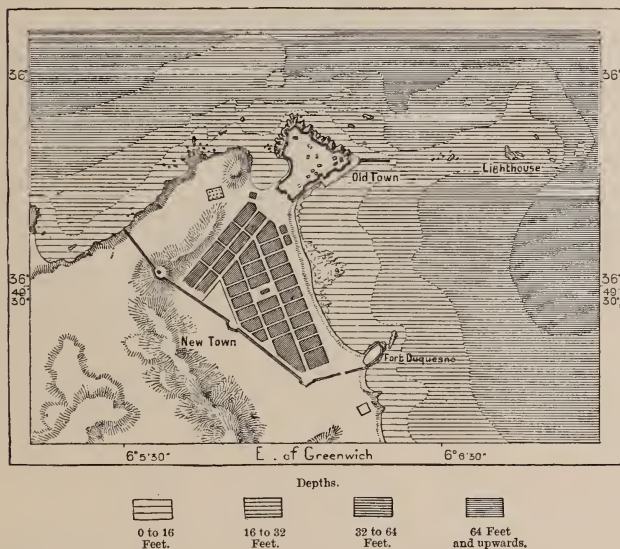 36°
36°
Old Town
Lighthouse
36°
49'
30"
36°
49'
30"
New Town
Fort Duquesne
6°5'30"
E. of Greenwich
6°6'30"
Depths.
0 to 16
Feet.
16 to 32
Feet.
32 to 64
Feet.
64 Feet
and upwards.